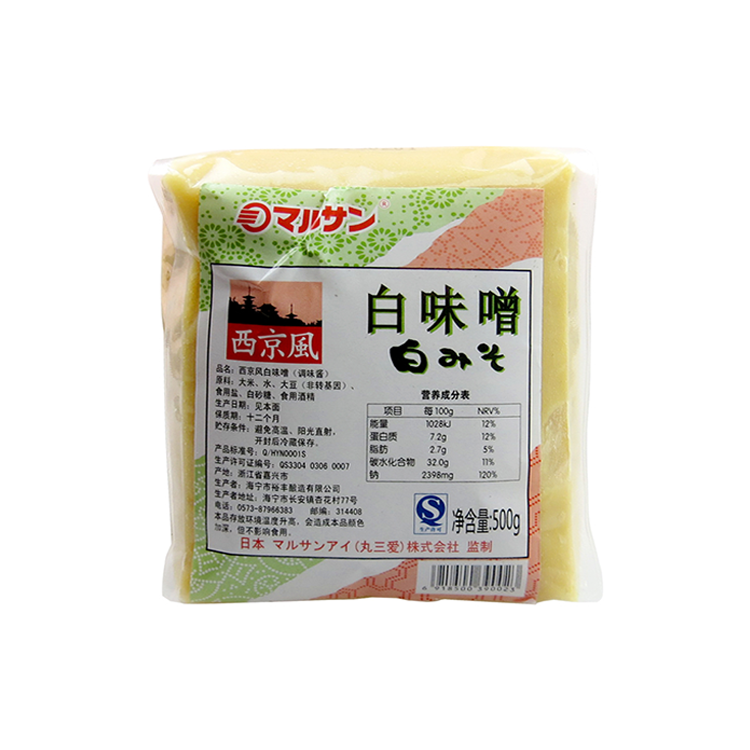 マルサン®
西京風
白味噌
白みそ
品名：西京风白味噌（调味酱）
原料：大米、水、大豆（非转基因）、
食用盐、白砂糖、食用酒精
生产日期：见本面
保质期：十二个月
贮存条件：避免高温、阳光直射，
开封后冷藏保存。
产品标准号：Q/HYN0001S
生产许可证编号：QS3304 0306 0007
产地：浙江省嘉兴市
生产者：海宁市裕丰酿造有限公司
生产者地址：海宁市长安镇杏花村77号
电话：0573-87966383 邮编：314408
本品存放环境温度升高，会造成本品颜色
加深，但不影响食用。
营养成分表
项目 每100g NRV%
能量 1028kJ 12%
蛋白质 7.2g 12%
脂肪 2.7g 5%
碳水化合物 32.0g 11%
钠 2398mg 120%
QS
生产许可
净含量:500g
日本 マルサンアイ(丸三爱)株式会社 监制
6 918500 390023